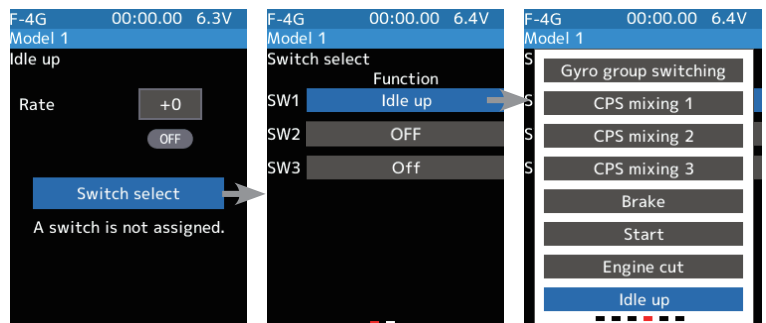 F-4G 00:00.00 6.3V
Model 1
Idle up
Rate +0
OFF
Switch select
A switch is not assigned.
F-4G 00:00.00 6.4V
Model 1
Switch select
Function
SW1 Idle up
SW2 OFF
SW3 Off
F-4G 00:00.00 6.4V
Model 1
S
Gyro group switching
S CPS mixing 1
S CPS mixing 2
S CPS mixing 3
Brake
Start
Engine cut
Idle up